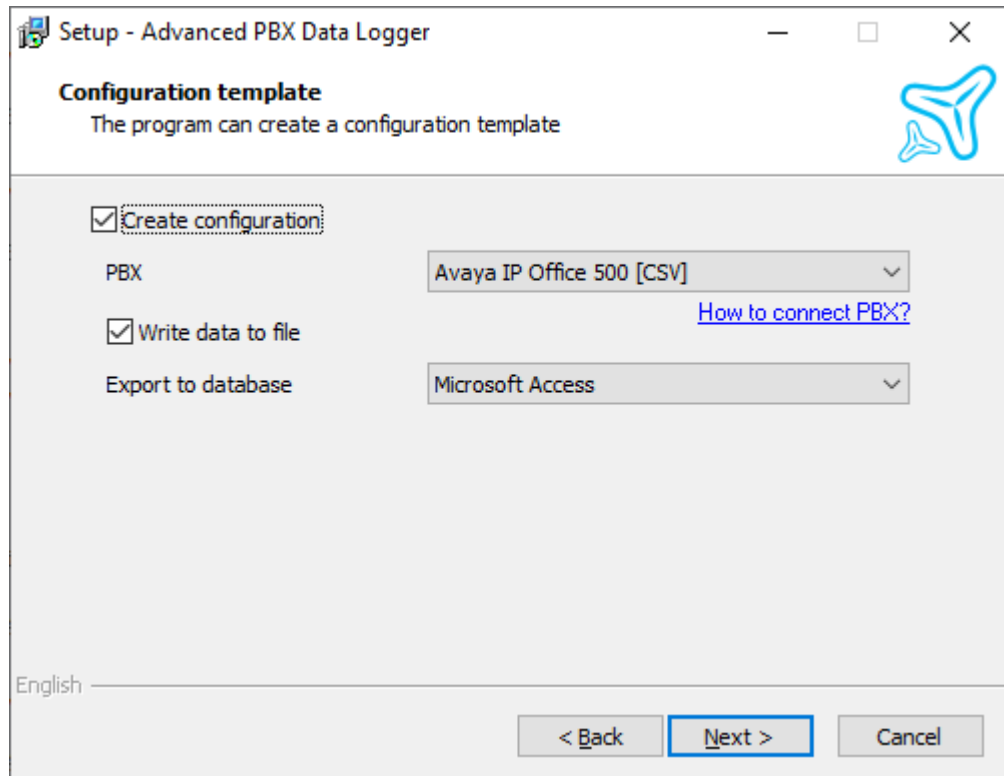 Setup - Advanced PBX Data Logger
Configuration template
The program can create a configuration template
Create configuration
PBX
Avaya IP Office 500 [CSV]
How to connect PBX?
Write data to file
Export to database
Microsoft Access
English
< Back
Next >
Cancel